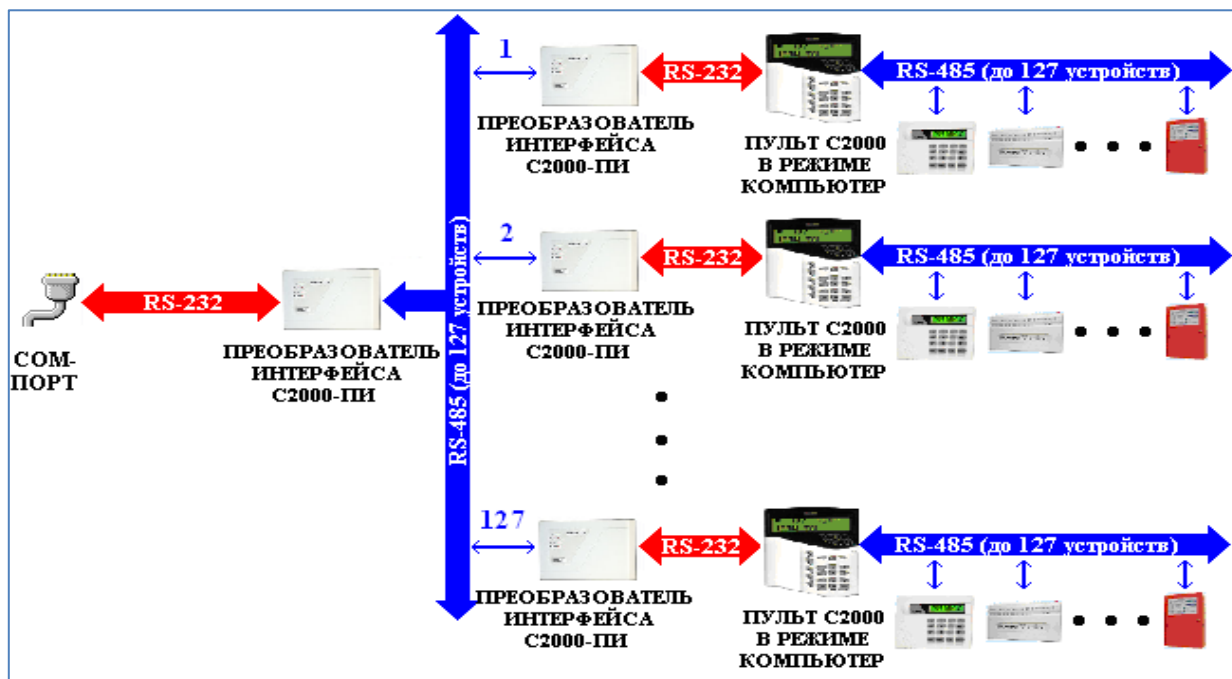 1
RS-232
RS-485 (до 127 устройств)
ПРЕОБРАЗОВАТЕЛЬ
ИНТЕРФЕЙСА
С2000-ПИ
ПУЛЬТ С2000
В РЕЖИМЕ
КОМПЬЮТЕР
2
RS-232
RS-485 (до 127 устройств)
ПРЕОБРАЗОВАТЕЛЬ
ИНТЕРФЕЙСА
С2000-ПИ
ПУЛЬТ С2000
В РЕЖИМЕ
КОМПЬЮТЕР
RS-232
COM-
ПОРТ
ПРЕОБРАЗОВАТЕЛЬ
ИНТЕРФЕЙСА
С2000-ПИ
RS-485 (до 127 устройств)
127
RS-232
RS-485 (до 127 устройств)
ПРЕОБРАЗОВАТЕЛЬ
ИНТЕРФЕЙСА
С2000-ПИ
ПУЛЬТ С2000
В РЕЖИМЕ
КОМПЬЮТЕР